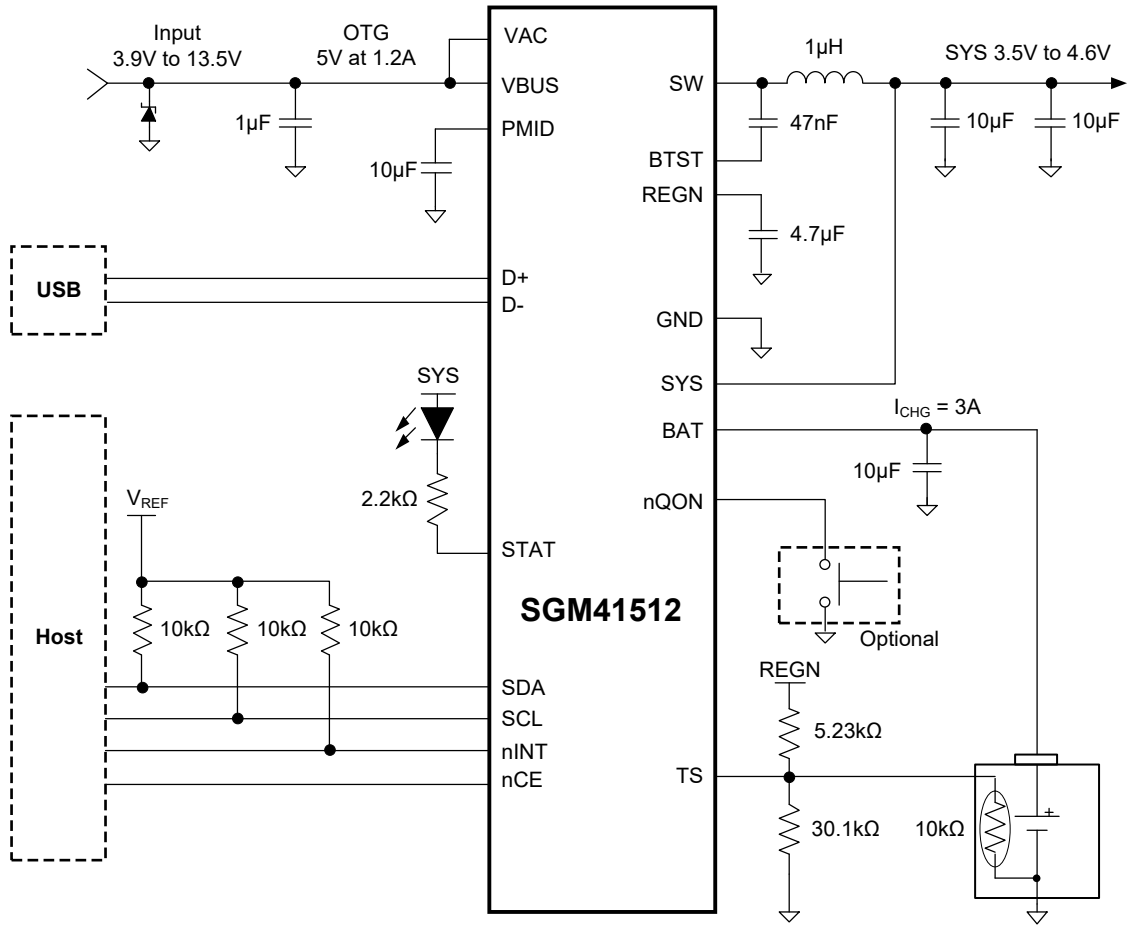 Input
3.9V to 13.5V
OTG
5V at 1.2A
VAC
VBUS
PMID
1µF
10µF
USB
D+
D-
SYS
2.2kΩ
STAT
VREF
Host
10kΩ
10kΩ
10kΩ
SDA
SCL
nINT
nCE
SGM41512
SW
1µH
SYS 3.5V to 4.6V
47nF
10µF
10µF
BTST
REGN
4.7µF
GND
SYS
ICHG = 3A
BAT
10µF
nQON
Optional
REGN
5.23kΩ
TS
30.1kΩ
10kΩ
+